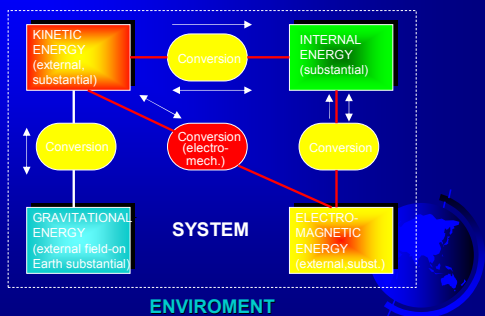 KINETIC
ENERGY
(external,
substantial)
Conversion
INTERNAL
ENERGY
(substantial)
Conversion
Conversion
(electro-
mech.)
Conversion
GRAVITATIONAL
ENERGY
(external field-on
Earth substantial)
SYSTEM
ELECTRO-
MAGNETIC
ENERGY
(external subst.)
ENVIROMENT